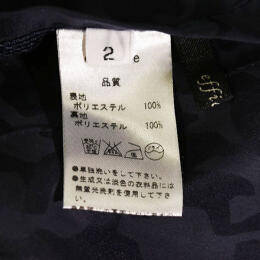 2 e
品質
表地
ポリエステル 100%
裏地
ポリエステル 100%
●単独洗いをして下さい。
●生成又は淡色の衣料品には
無蛍光洗剤を使用して下さい。